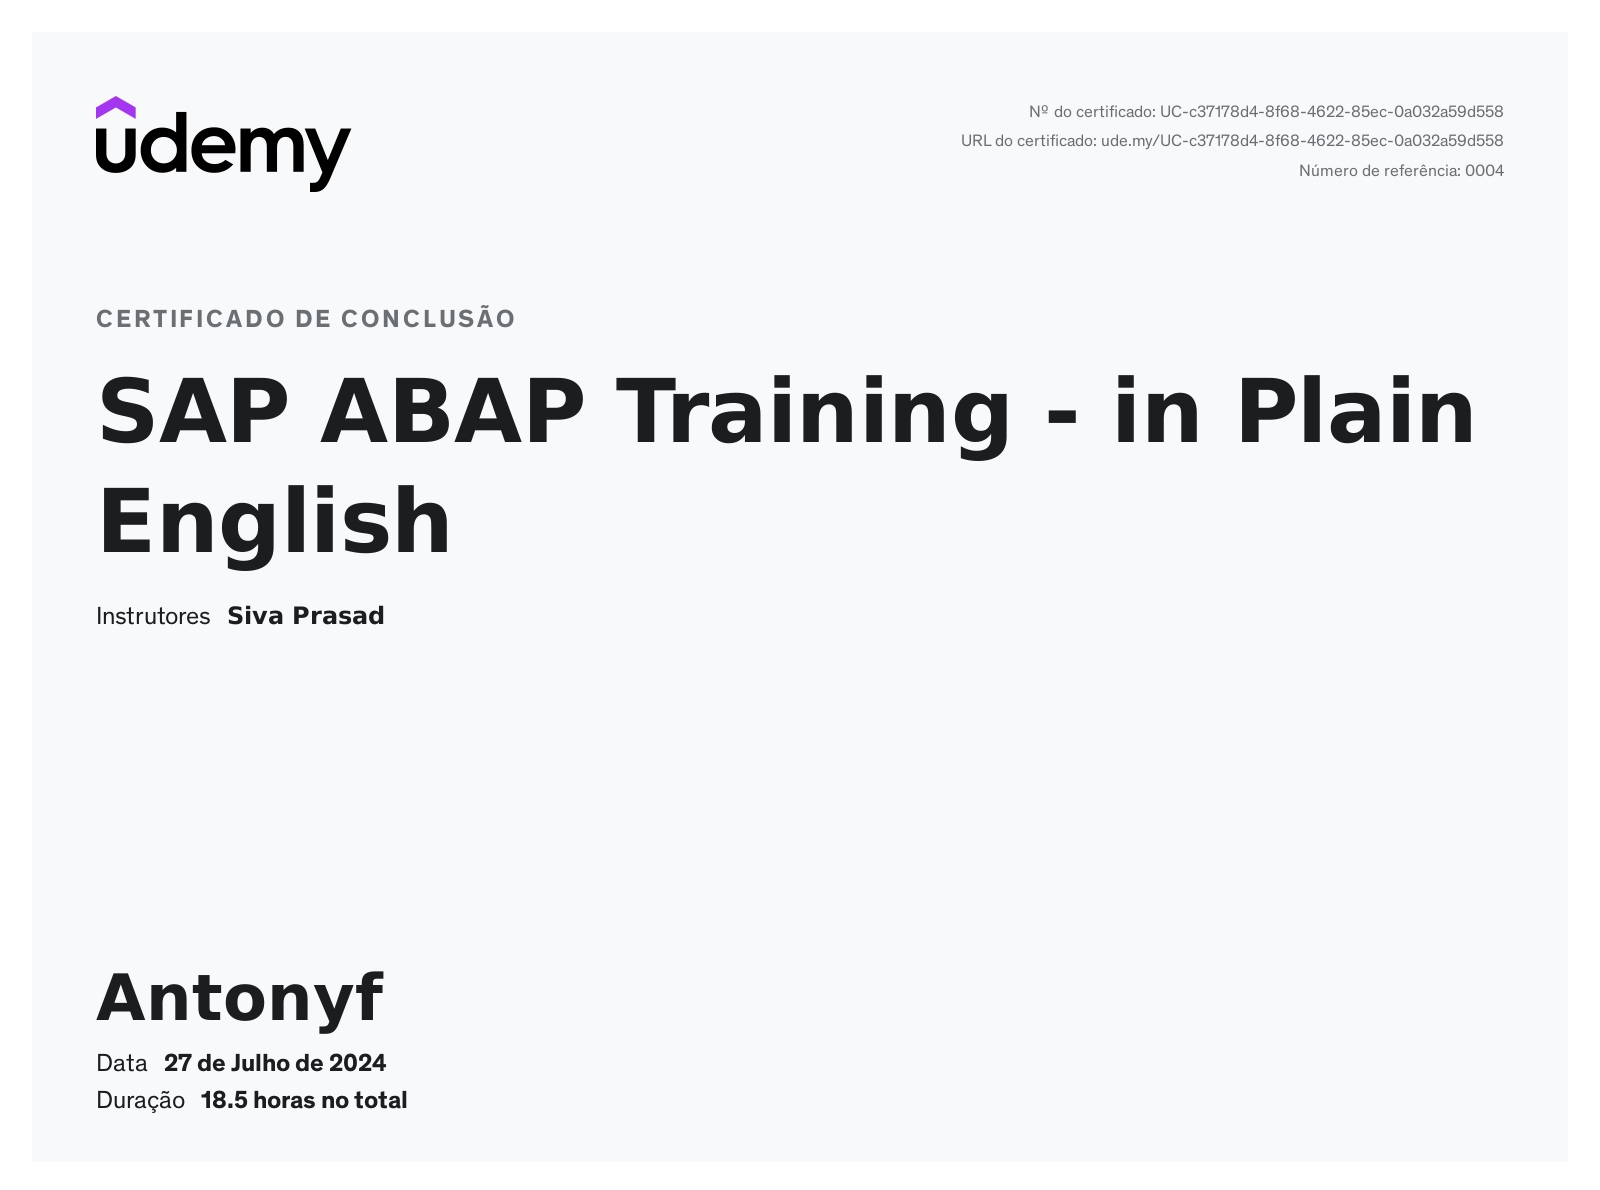 udemy
Nº do certificado: UC-c37178d4-8f68-4622-85ec-0a032a59d558
URL do certificado: ude.my/UC-c37178d4-8f68-4622-85ec-0a032a59d558
Número de referência: 0004
CERTIFICADO DE CONCLUSÃO
SAP ABAP Training - in Plain
English
Instrutores Siva Prasad
Antonyf
Data 27 de Julho de 2024
Duração 18.5 horas no total